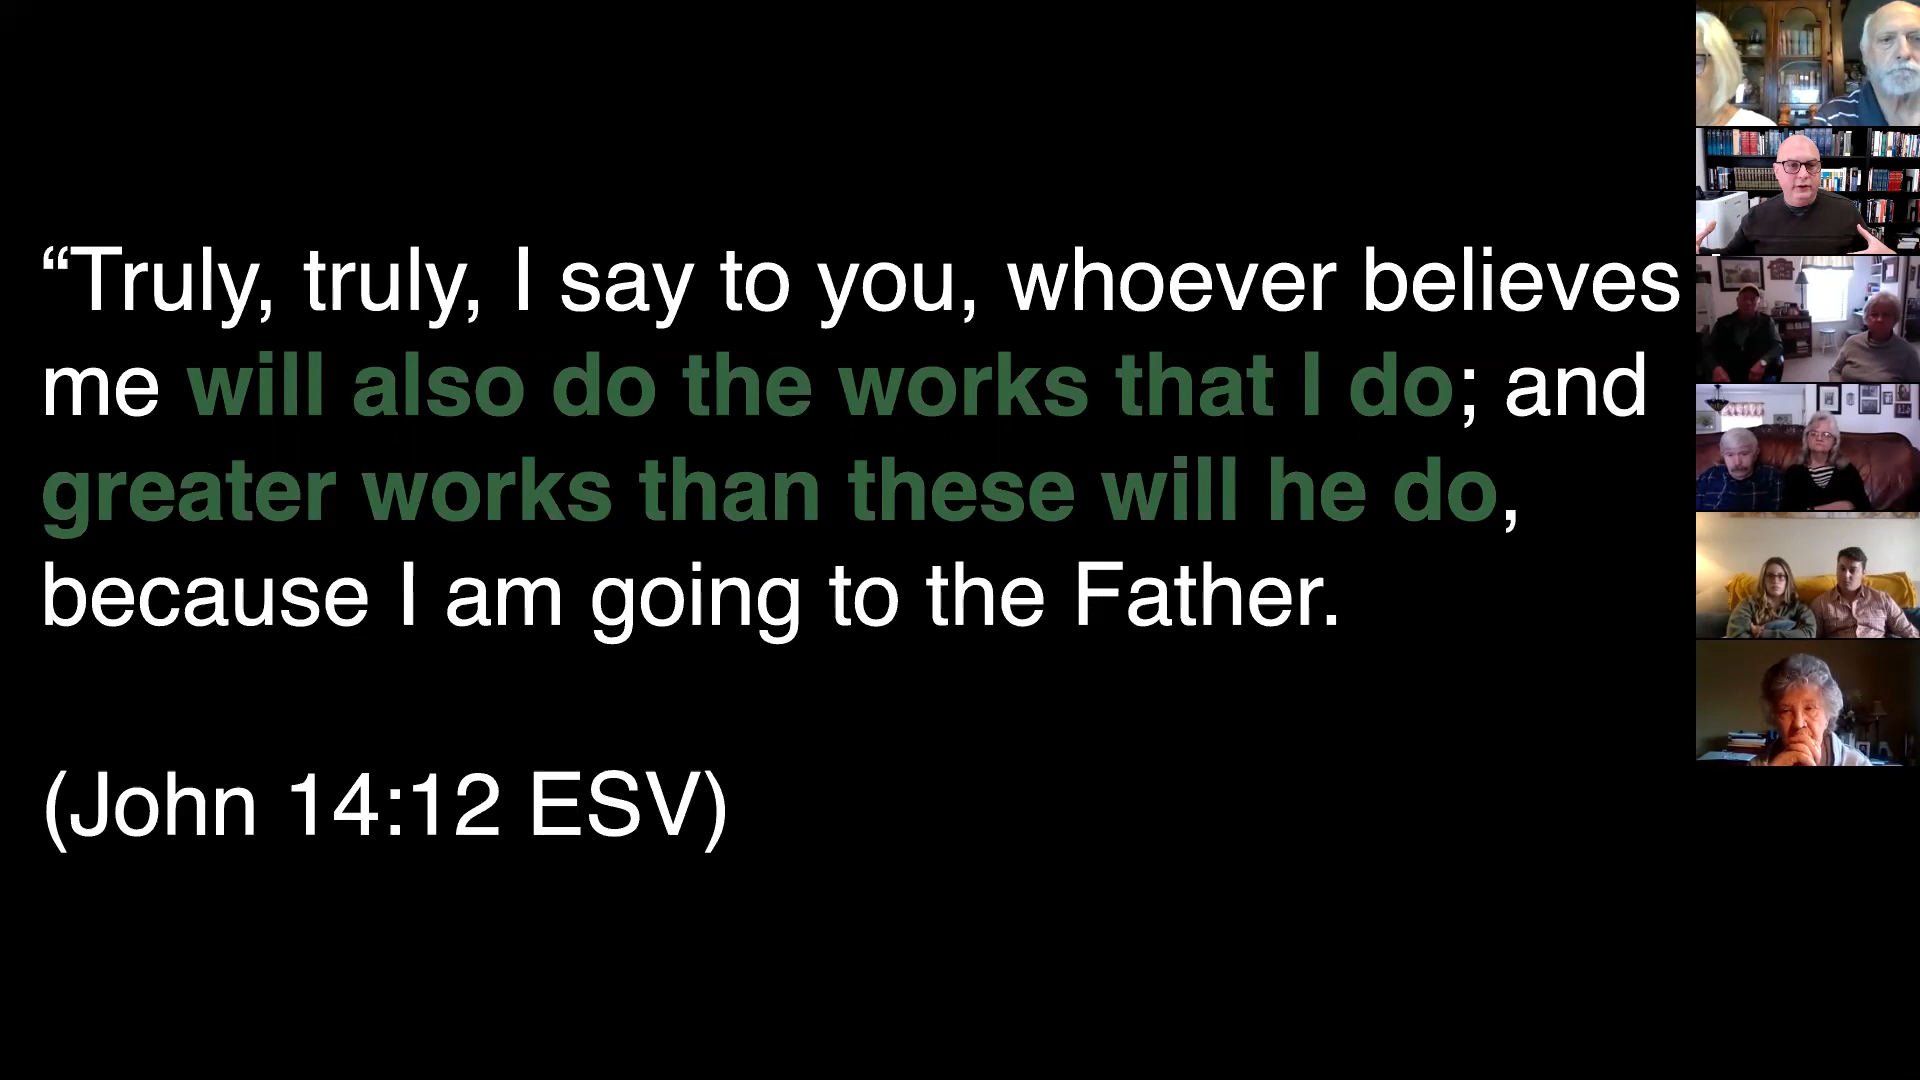 “Truly, truly, I say to you, whoever believes
me will also do the works that I do; and
greater works than these will he do,
because I am going to the Father.
(John 14:12 ESV)